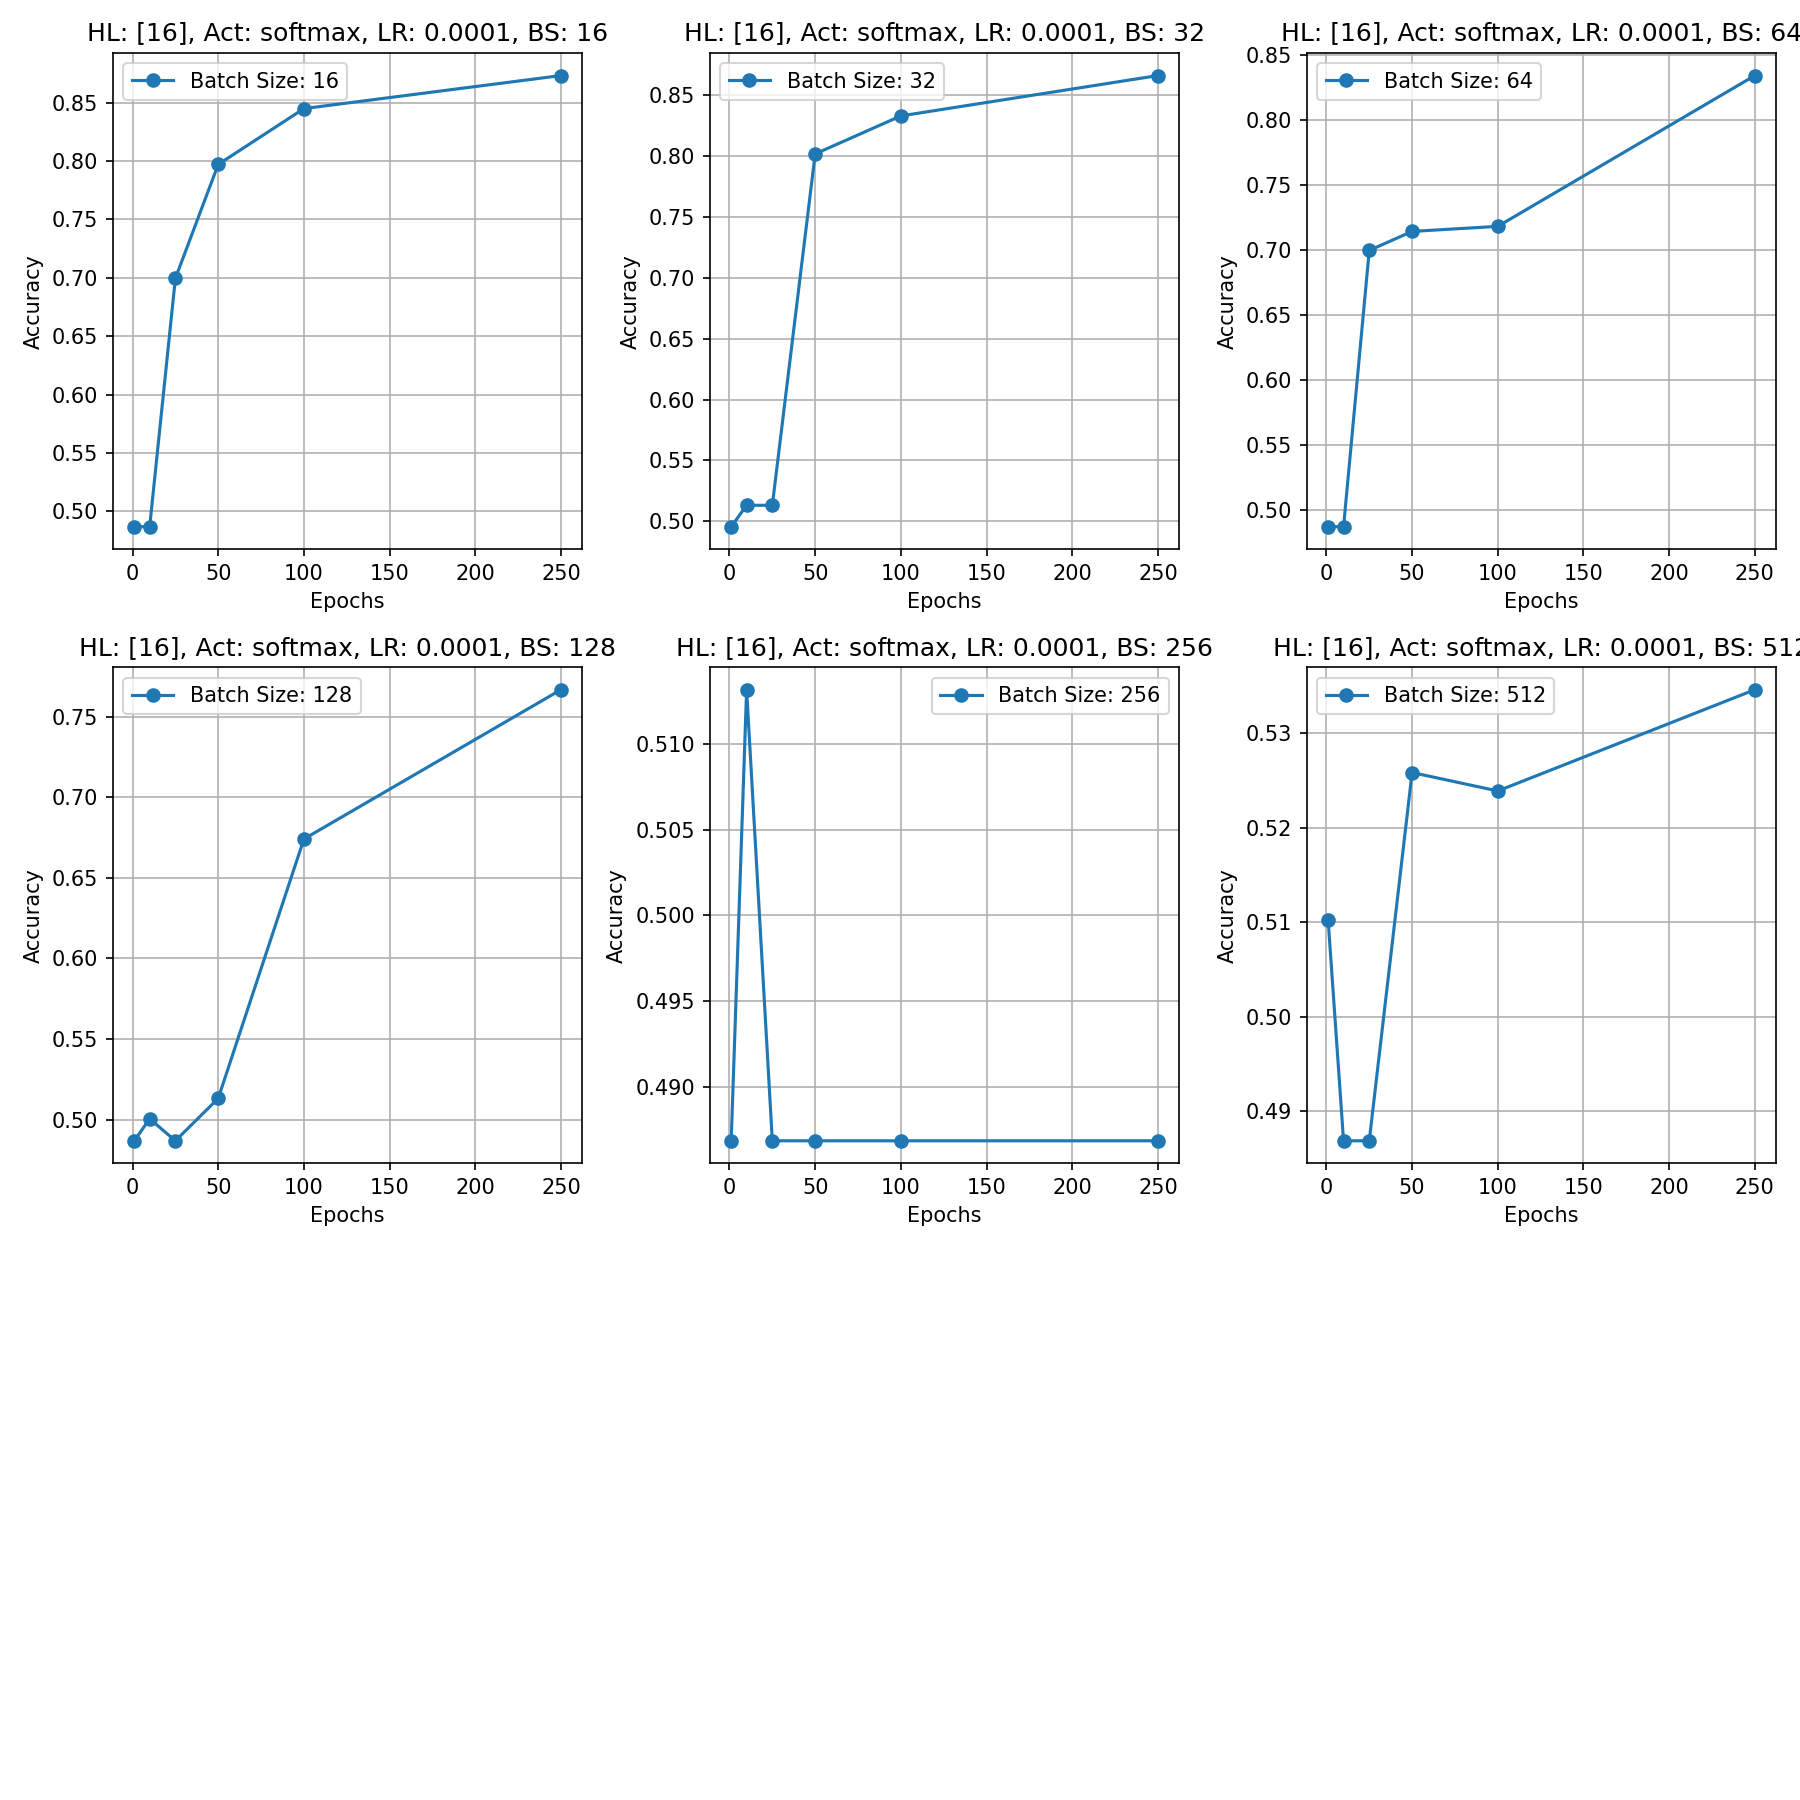 HL: [16], Act: softmax, LR: 0.0001, BS: 16
Batch Size: 16
0.85
0.80
0.75
0.70
0.65
0.60
0.55
0.50
Accuracy
0 50 100 150 200 250
Epochs
HL: [16], Act: softmax, LR: 0.0001, BS: 32
Batch Size: 32
0.85
0.80
0.75
0.70
0.65
0.60
0.55
0.50
Accuracy
0 50 100 150 200 250
Epochs
HL: [16], Act: softmax, LR: 0.0001, BS: 64
Batch Size: 64
0.85
0.80
0.75
0.70
0.65
0.60
0.55
0.50
Accuracy
0 50 100 150 200 250
Epochs
HL: [16], Act: softmax, LR: 0.0001, BS: 128
Batch Size: 128
0.75
0.70
0.65
0.60
0.55
0.50
Accuracy
0 50 100 150 200 250
Epochs
HL: [16], Act: softmax, LR: 0.0001, BS: 256
Batch Size: 256
0.510
0.505
0.500
0.495
0.490
Accuracy
0 50 100 150 200 250
Epochs
HL: [16], Act: softmax, LR: 0.0001, BS: 512
Batch Size: 512
0.53
0.52
0.51
0.50
0.49
Accuracy
0 50 100 150 200 250
Epochs